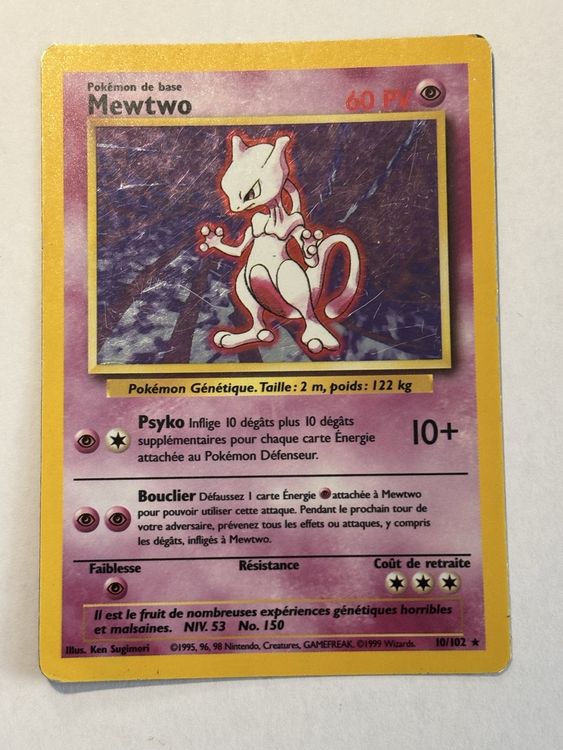 Pokémon de base
Mewtwo
60 PV
Pokémon Génétique. Taille: 2 m, poids: 122 kg
Psyko Inflige 10 dégâts plus 10 dégâts
supplémentaires pour chaque carte Énergie
attachée au Pokémon Défenseur.
10+
Bouclier Défaussez 1 carte Énergie attachée à Mewtwo
pour pouvoir utiliser cette attaque. Pendant le prochain tour de
votre adversaire, prévenez tous les effets ou attaques, y compris
les dégâts, infligés à Mewtwo.
Faiblesse
Résistance
Coût de retraite
Il est le fruit de nombreuses expériences génétiques horribles
et malsaines. NIV. 53 No. 150
Illus. Ken Sugimori
©1995, 96, 98 Nintendo, Creatures, GAMEFREAK. ©1999 Wizards.
10/102 ★